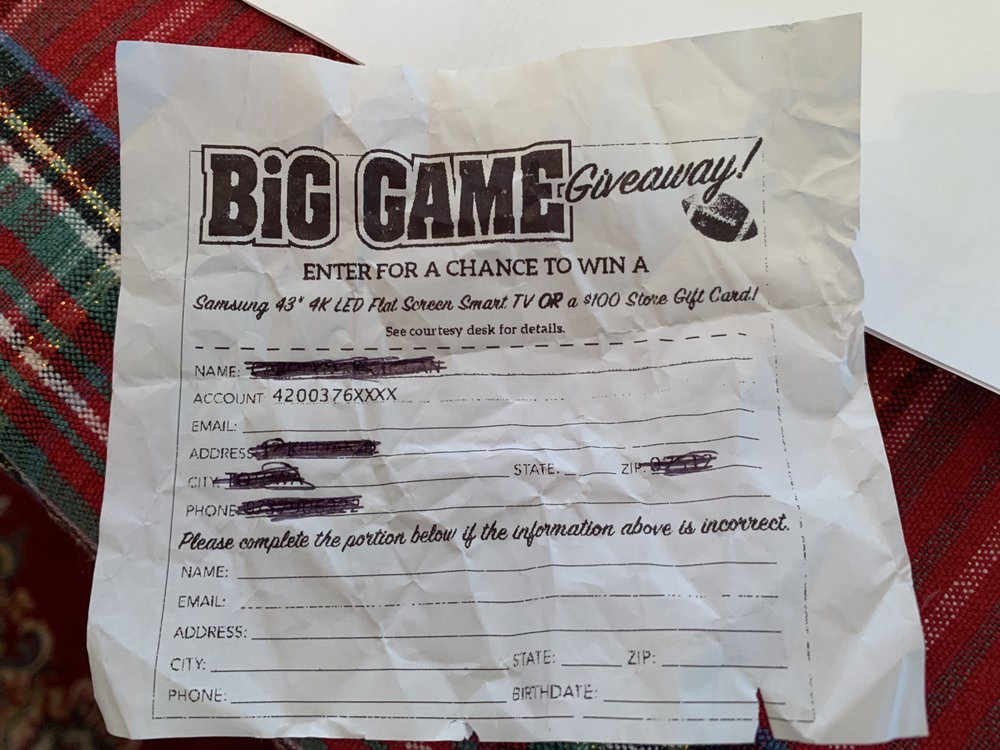 BiG GAME Giveaway!
ENTER FOR A CHANCE TO WIN A
Samsung 43" 4K LED Flat Screen Smart TV OR a $100 Store Gift Card!
See courtesy desk for details.
NAME:
ACCOUNT 4200376XXXX
EMAIL:
ADDRESS
CITY:
STATE: ZIP:
PHONE
Please complete the portion below if the information above is incorrect.
NAME:
EMAIL:
ADDRESS:
CITY: STATE: ZIP:
PHONE: BIRTHDATE: